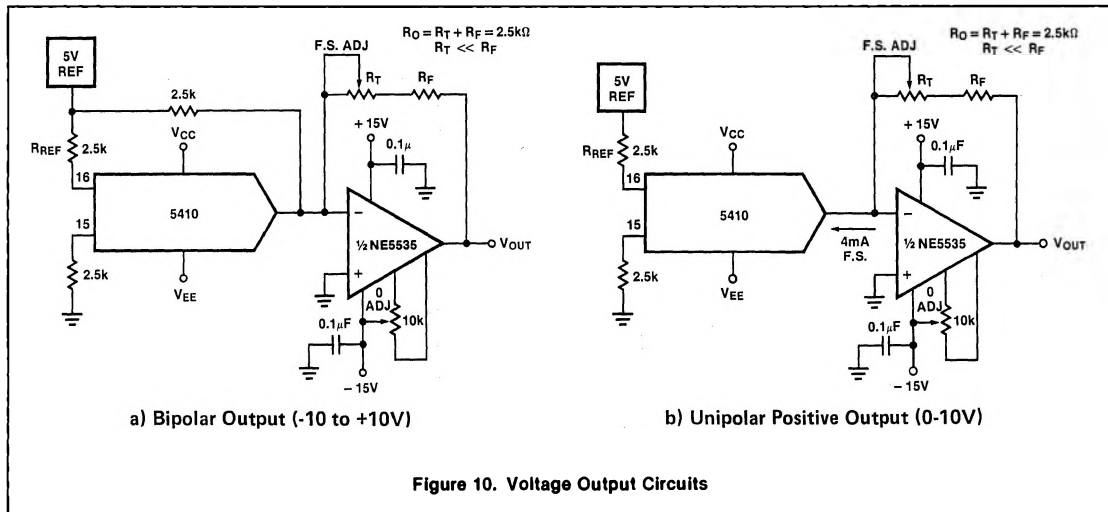 5V
REF
2.5k
RREF
2.5k
16
15
2.5k
VCC
5410
VEE
F.S. ADJ
RT
RF
RO = RT + RF = 2.5kΩ
RT << RF
+ 15V
0.1μ
−
½ NE5535
+
VOUT
0
ADJ
10k
0.1μF
− 15V
a) Bipolar Output (-10 to +10V)
5V
REF
RREF
2.5k
16
15
2.5k
VCC
5410
VEE
4mA
F.S.
F.S. ADJ
RT
RF
RO = RT + RF = 2.5kΩ
RT << RF
+ 15V
0.1μF
−
½ NE5535
+
VOUT
0
ADJ
10k
0.1μF
− 15V
b) Unipolar Positive Output (0-10V)
Figure 10. Voltage Output Circuits